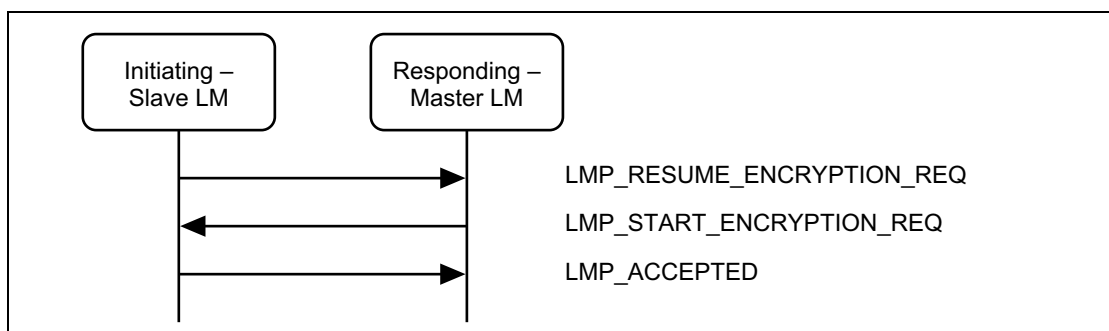 Initiating –
Slave LM
Responding –
Master LM
LMP_RESUME_ENCRYPTION_REQ
LMP_START_ENCRYPTION_REQ
LMP_ACCEPTED